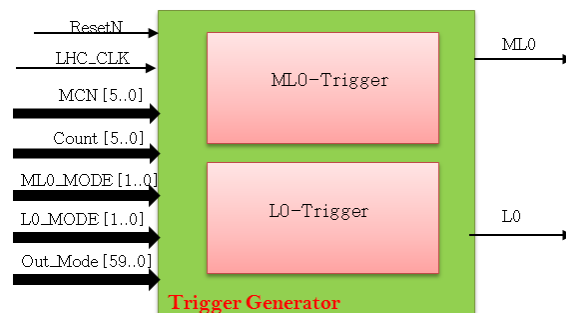 ResetN
LHC_CLK
MCN [5..0]
Count [5..0]
ML0_MODE [1..0]
L0_MODE [1..0]
Out_Mode [59..0]
ML0-Trigger
L0-Trigger
Trigger Generator
ML0
L0